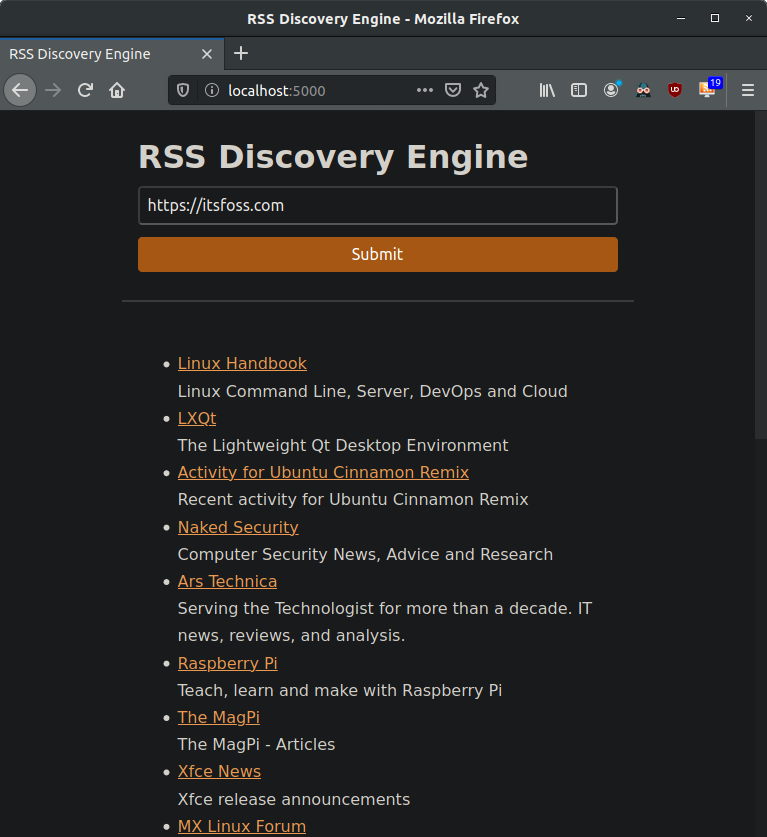 RSS Discovery Engine - Mozilla Firefox
RSS Discovery Engine
localhost:5000
19
RSS Discovery Engine
https://itsfoss.com
Submit
Linux Handbook
Linux Command Line, Server, DevOps and Cloud
LXQt
The Lightweight Qt Desktop Environment
Activity for Ubuntu Cinnamon Remix
Recent activity for Ubuntu Cinnamon Remix
Naked Security
Computer Security News, Advice and Research
Ars Technica
Serving the Technologist for more than a decade. IT
news, reviews, and analysis.
Raspberry Pi
Teach, learn and make with Raspberry Pi
The MagPi
The MagPi - Articles
Xfce News
Xfce release announcements
MX Linux Forum